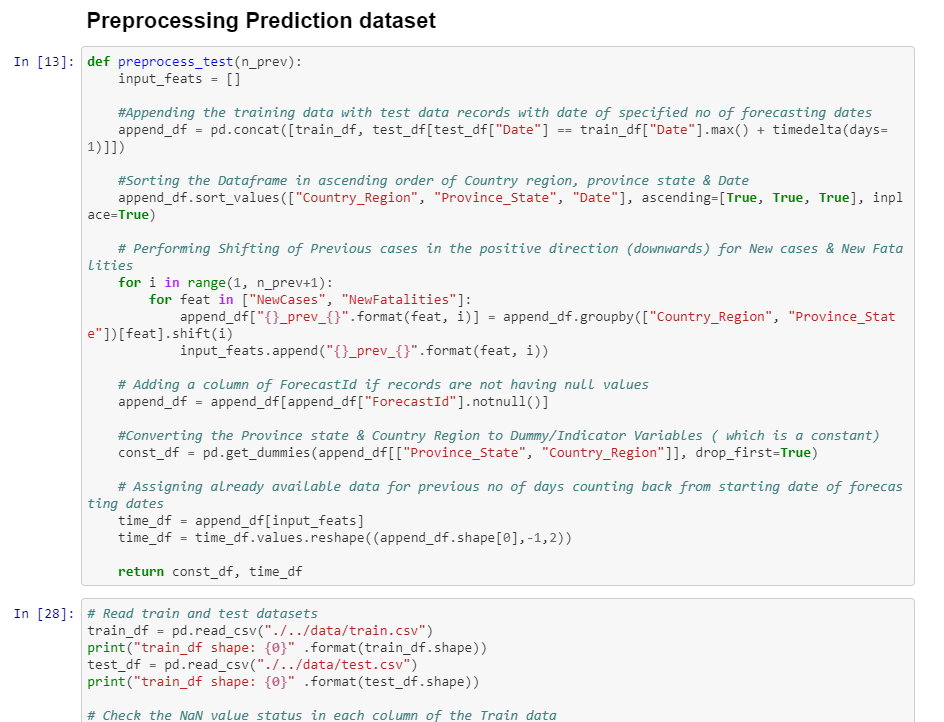 Preprocessing Prediction dataset
In [13]: def preprocess_test(n_prev):
    input_feats = []
    #Appending the training data with test data records with date of specified no of forecasting dates
    append_df = pd.concat([train_df, test_df[test_df["Date"] == train_df["Date"].max() + timedelta(days=
1)]])
    #Sorting the Dataframe in ascending order of Country region, province state & Date
    append_df.sort_values(["Country_Region", "Province_State", "Date"], ascending=[True, True, True], inpl
ace=True)
    # Performing Shifting of Previous cases in the positive direction (downwards) for New cases & New Fata
lities
    for i in range(1, n_prev+1):
        for feat in ["NewCases", "NewFatalities"]:
            append_df["{}_prev_{}".format(feat, i)] = append_df.groupby(["Country_Region", "Province_Stat
e"])[feat].shift(i)
            input_feats.append("{}_prev_{}".format(feat, i))
    # Adding a column of ForecastId if records are not having null values
    append_df = append_df[append_df["ForecastId"].notnull()]
    #Converting the Province state & Country Region to Dummy/Indicator Variables ( which is a constant)
    const_df = pd.get_dummies(append_df[["Province_State", "Country_Region"]], drop_first=True)
    # Assigning already available data for previous no of days counting back from starting date of forecas
ting dates
    time_df = append_df[input_feats]
    time_df = time_df.values.reshape((append_df.shape[0],-1,2))
    return const_df, time_df
In [28]: # Read train and test datasets
train_df = pd.read_csv("./../data/train.csv")
print("train_df shape: {0}" .format(train_df.shape))
test_df = pd.read_csv("./../data/test.csv")
print("train_df shape: {0}" .format(test_df.shape))
# Check the NaN value status in each column of the Train data